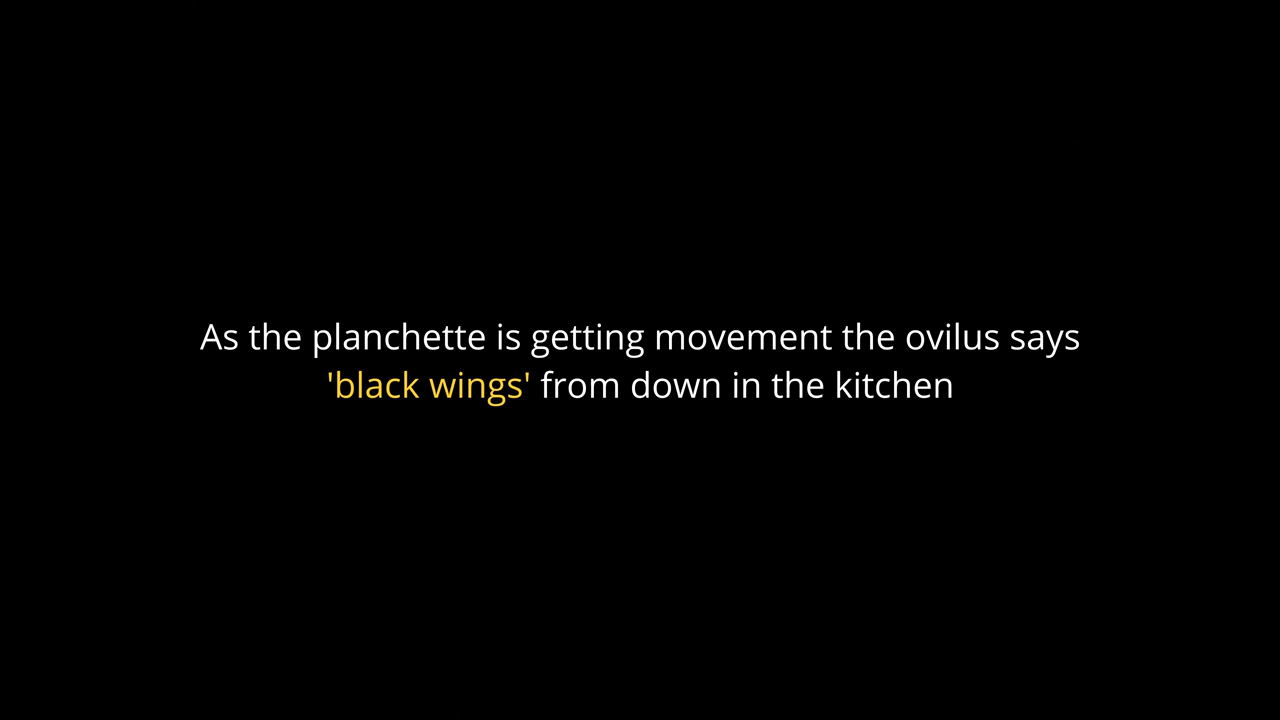 As the planchette is getting movement the ovilus says
'black wings' from down in the kitchen